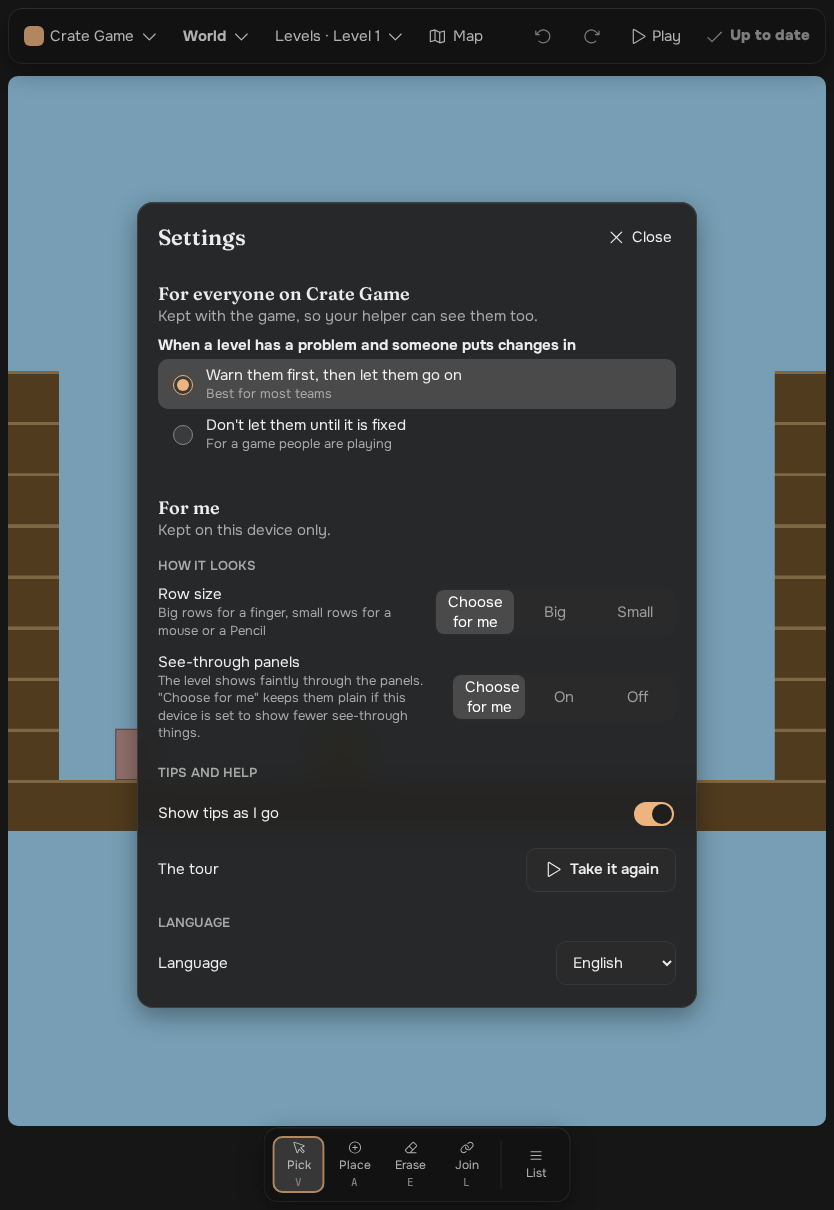 Crate Game
World
Levels · Level 1
Map
Play
Up to date
Settings
Close
For everyone on Crate Game
Kept with the game, so your helper can see them too.
When a level has a problem and someone puts changes in
Warn them first, then let them go on
Best for most teams
Don't let them until it is fixed
For a game people are playing
For me
Kept on this device only.
HOW IT LOOKS
Row size
Big rows for a finger, small rows for a
mouse or a Pencil
Choose
for me
Big
Small
See-through panels
The level shows faintly through the panels.
"Choose for me" keeps them plain if this
device is set to show fewer see-through
things.
Choose
for me
On
Off
TIPS AND HELP
Show tips as I go
The tour
Take it again
LANGUAGE
Language
English
Pick
V
Place
A
Erase
E
Join
L
List